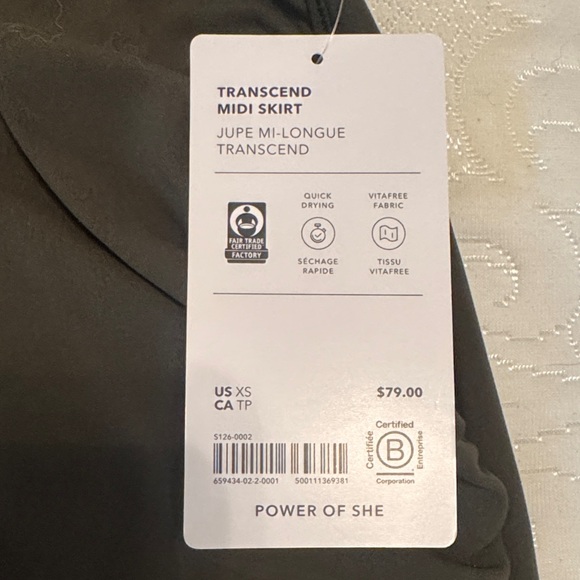 TRANSCEND
MIDI SKIRT
JUPE MI-LONGUE
TRANSCEND
FAIR TRADE
CERTIFIED
FACTORY
QUICK
DRYING
SÉCHAGE
RAPIDE
VITAFREE
FABRIC
TISSU
VITAFREE
US XS
CA TP
$79.00
S126-0002
659434-02-2-0001 500111369381
Certified
Certifiée
B
Entreprise
Corporation
POWER OF SHE